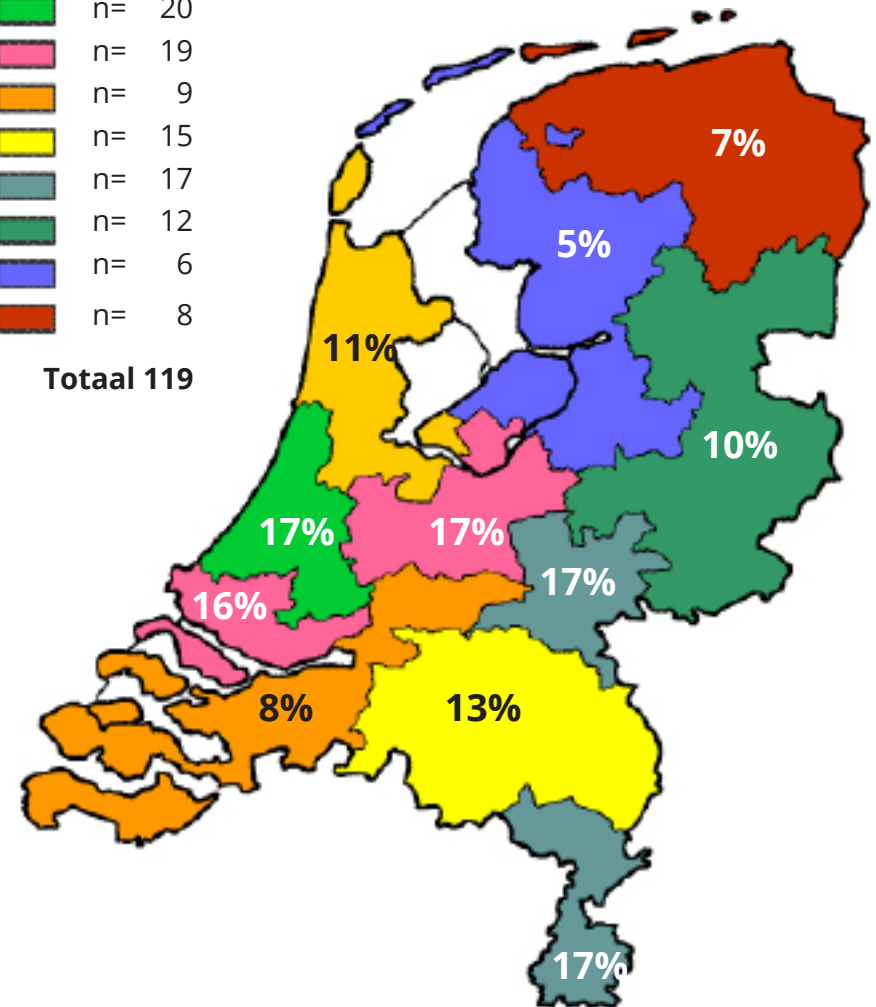 n= 20
n= 19
n= 9
n= 15
n= 17
n= 12
n= 6
n= 8
Totaal 119
7%
5%
11%
10%
17%
17%
17%
16%
8%
13%
17%